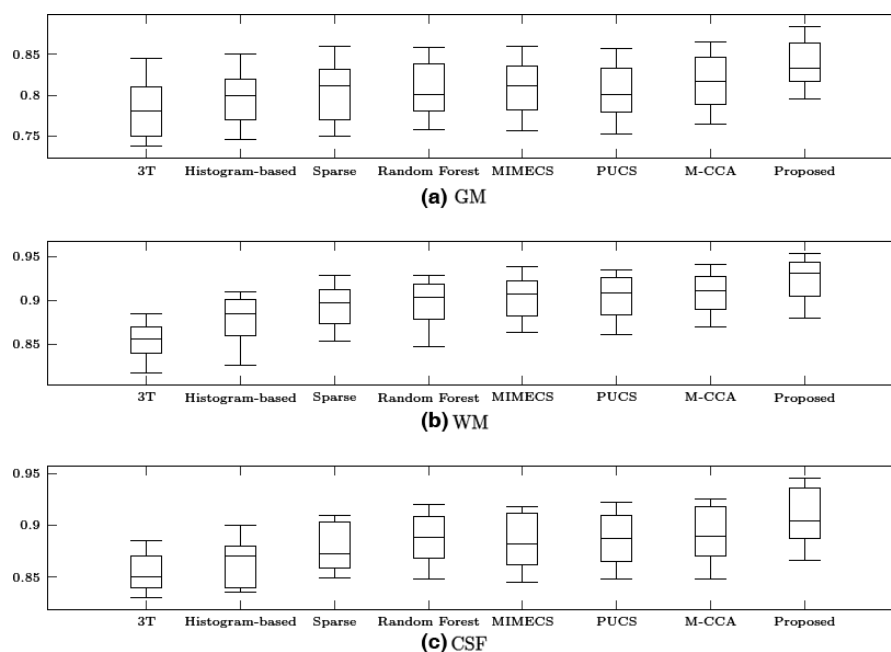 0.85
0.8
0.75
3T Histogram-based Sparse Random Forest MIMECS PUCS M-CCA Proposed
(a) GM
0.95
0.9
0.85
3T Histogram-based Sparse Random Forest MIMECS PUCS M-CCA Proposed
(b) WM
0.95
0.9
0.85
3T Histogram-based Sparse Random Forest MIMECS PUCS M-CCA Proposed
(c) CSF